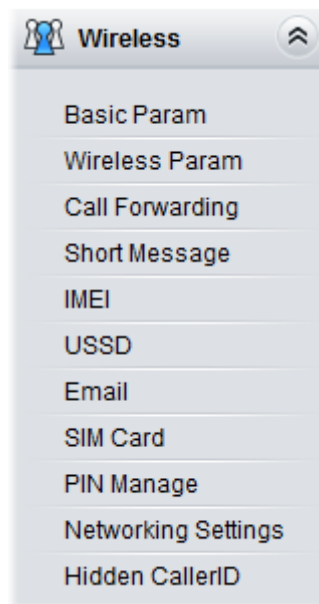 Wireless
Basic Param
Wireless Param
Call Forwarding
Short Message
IMEI
USSD
Email
SIM Card
PIN Manage
Networking Settings
Hidden CallerID